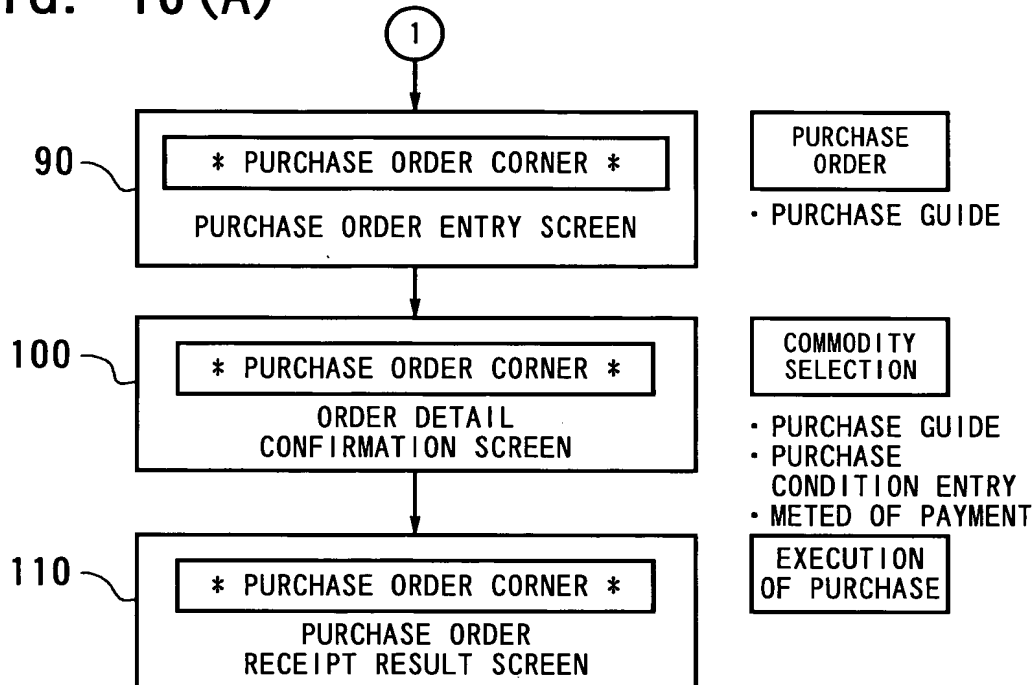 16(A)
1
90
* PURCHASE ORDER CORNER *
PURCHASE ORDER ENTRY SCREEN
PURCHASE
ORDER
· PURCHASE GUIDE
100
* PURCHASE ORDER CORNER *
ORDER DETAIL
CONFIRMATION SCREEN
COMMODITY
SELECTION
· PURCHASE GUIDE
· PURCHASE
CONDITION ENTRY
· METED OF PAYMENT
110
* PURCHASE ORDER CORNER *
PURCHASE ORDER
RECEIPT RESULT SCREEN
EXECUTION
OF PURCHASE